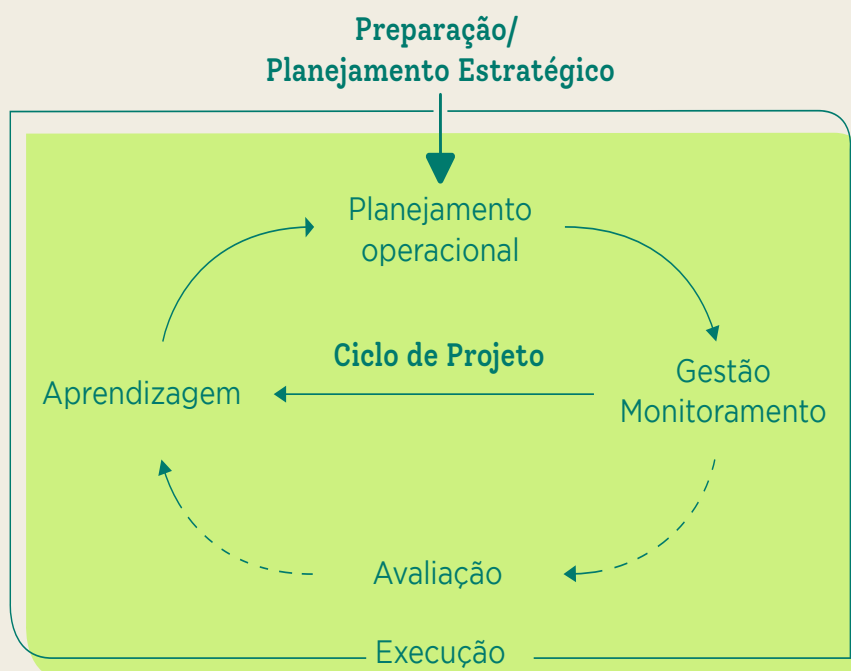 Preparação/
Planejamento Estratégico
Planejamento
operacional
Ciclo de Projeto
Gestão
Monitoramento
Aprendizagem
Avaliação
Execução